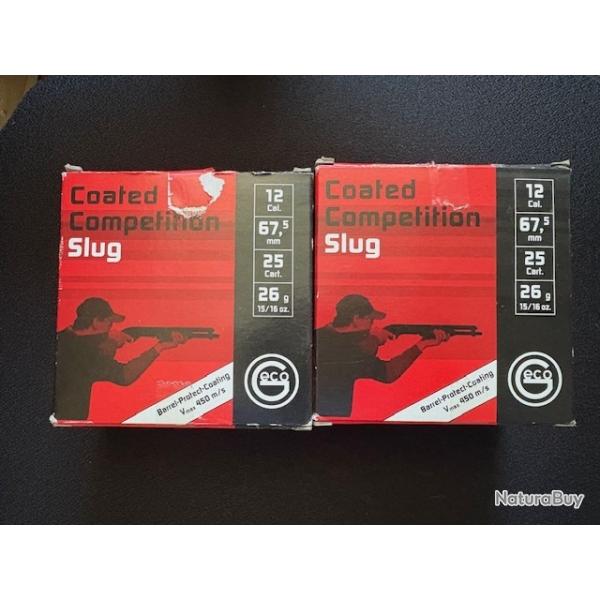 Coated
Competition
Slug
12
Cal.
67,5
mm
25
Cart.
26 g
15/16 oz.
Geco
Barrel-Protect-Coating
Vmax 450 m/s
Coated
Competition
Slug
12
Cal.
67,5
mm
25
Cart.
26 g
15/16 oz.
Geco
Barrel-Protect-Coating
Vmax 450 m/s
NaturaBuy